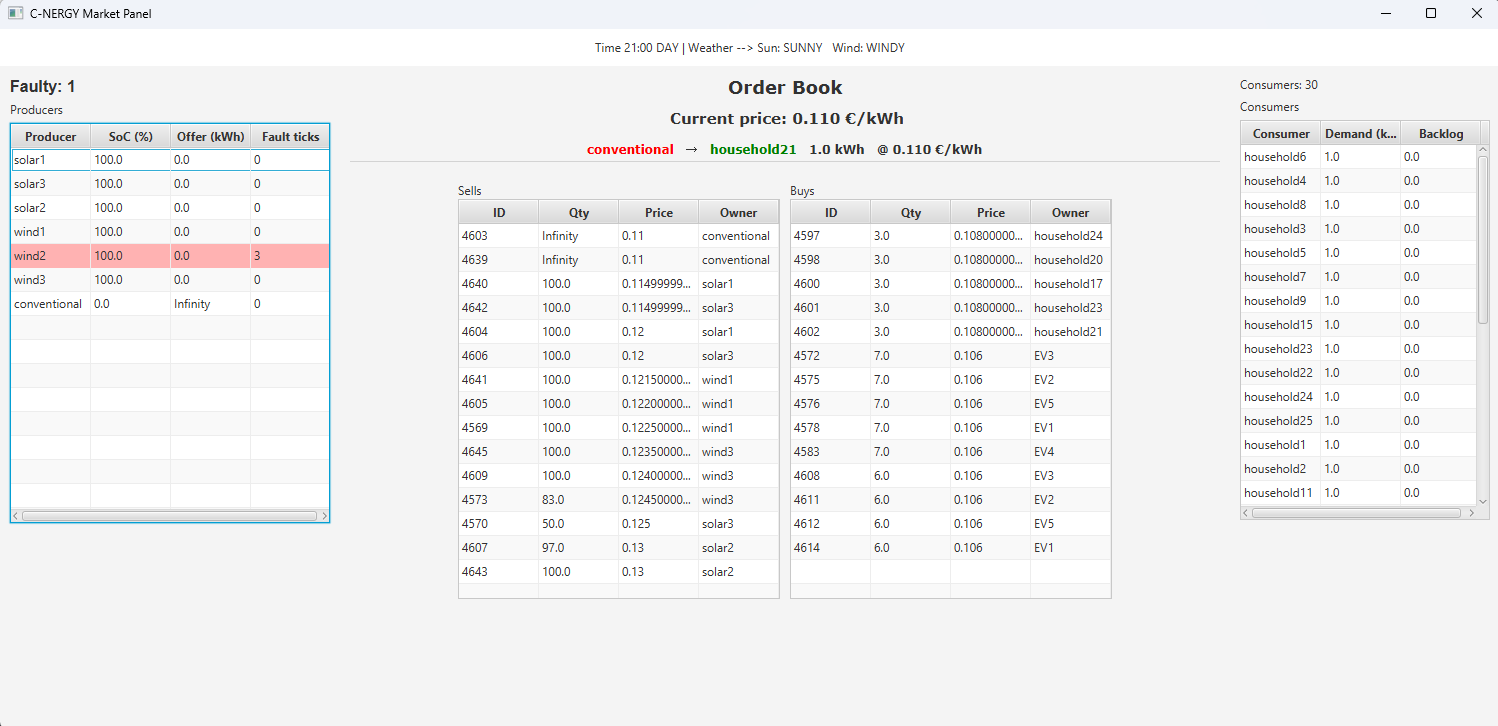 C-NERGY Market Panel
Time 21:00 DAY | Weather --> Sun: SUNNY Wind: WINDY
Faulty: 1
Producers
Producer SoC (%) Offer (kWh) Fault ticks
solar1 100.0 0.0 0
solar3 100.0 0.0 0
solar2 100.0 0.0 0
wind1 100.0 0.0 0
wind2 100.0 0.0 3
wind3 100.0 0.0 0
conventional 0.0 Infinity 0
Order Book
Current price: 0.110 €/kWh
conventional → household21 1.0 kWh @ 0.110 €/kWh
Sells
ID Qty Price Owner
4603 Infinity 0.11 conventional
4639 Infinity 0.11 conventional
4640 100.0 0.11499999... solar1
4642 100.0 0.11499999... solar3
4604 100.0 0.12 solar1
4606 100.0 0.12 solar3
4641 100.0 0.12150000... wind1
4605 100.0 0.12200000... wind1
4569 100.0 0.12250000... wind1
4645 100.0 0.12350000... wind3
4609 100.0 0.12400000... wind3
4573 83.0 0.12450000... wind3
4570 50.0 0.125 solar3
4607 97.0 0.13 solar2
4643 100.0 0.13 solar2
Buys
ID Qty Price Owner
4597 3.0 0.10800000... household24
4598 3.0 0.10800000... household20
4600 3.0 0.10800000... household17
4601 3.0 0.10800000... household23
4602 3.0 0.10800000... household21
4572 7.0 0.106 EV3
4575 7.0 0.106 EV2
4576 7.0 0.106 EV5
4578 7.0 0.106 EV1
4583 7.0 0.106 EV4
4608 6.0 0.106 EV3
4611 6.0 0.106 EV2
4612 6.0 0.106 EV5
4614 6.0 0.106 EV1
Consumers: 30
Consumers
Consumer Demand (k... Backlog
household6 1.0 0.0
household4 1.0 0.0
household8 1.0 0.0
household3 1.0 0.0
household5 1.0 0.0
household7 1.0 0.0
household9 1.0 0.0
household15 1.0 0.0
household23 1.0 0.0
household22 1.0 0.0
household24 1.0 0.0
household25 1.0 0.0
household1 1.0 0.0
household2 1.0 0.0
household11 1.0 0.0